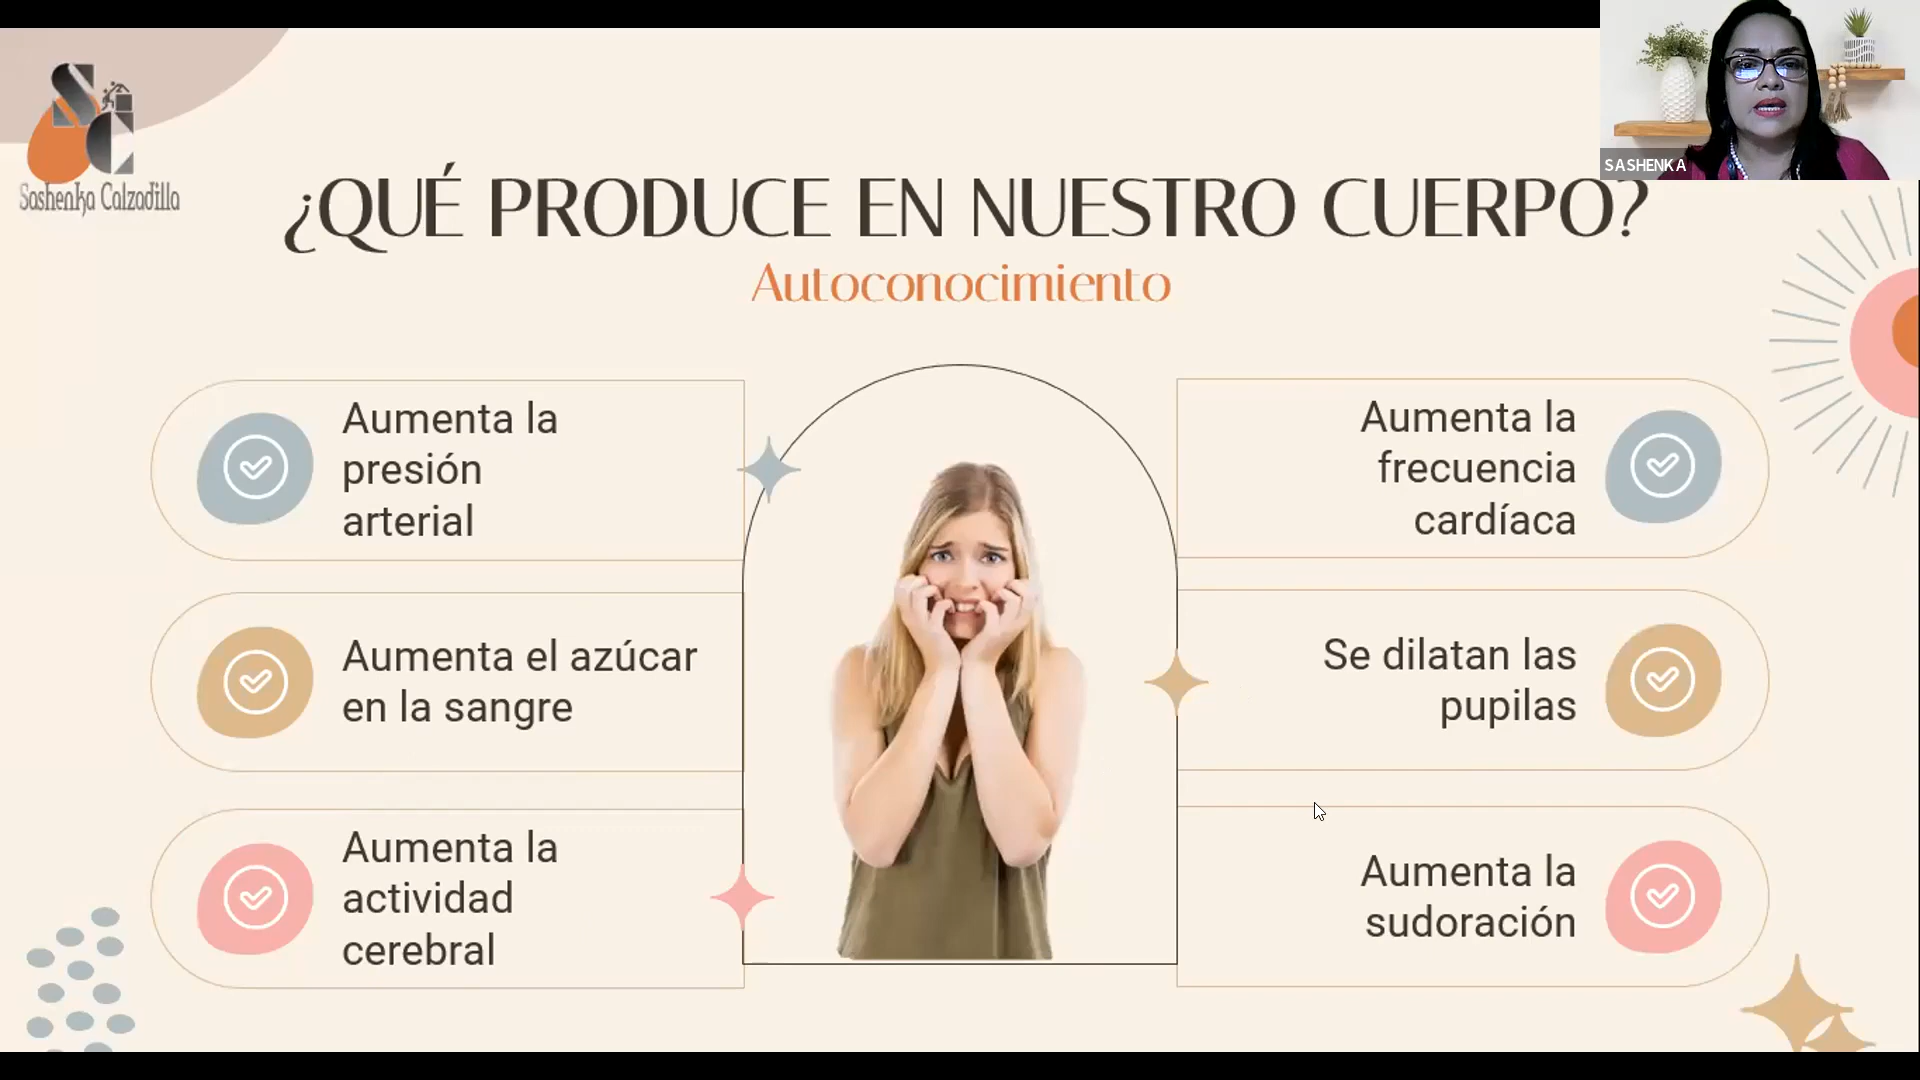 SC
Sashenka Calzadilla
SASHENKA
¿QUÉ PRODUCE EN NUESTRO CUERPO?
Autoconocimiento
Aumenta la
presión
arterial
Aumenta el azúcar
en la sangre
Aumenta la
actividad
cerebral
Aumenta la
frecuencia
cardíaca
Se dilatan las
pupilas
Aumenta la
sudoración